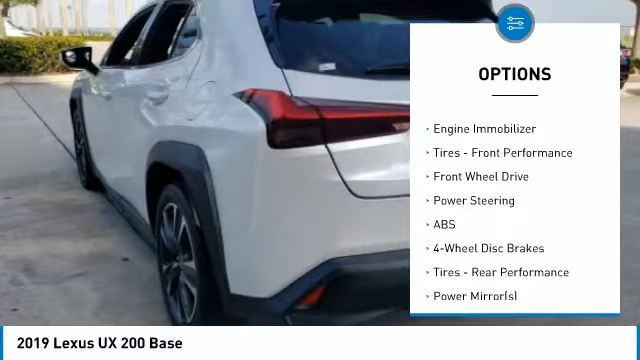 OPTIONS
Engine Immobilizer
Tires - Front Performance
Front Wheel Drive
Power Steering
ABS
4-Wheel Disc Brakes
Tires - Rear Performance
Power Mirror(s)
2019 Lexus UX 200 Base